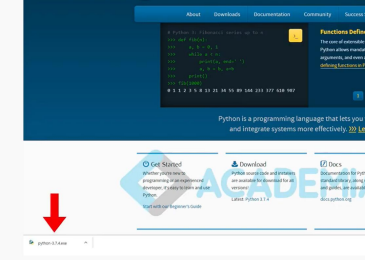 About Downloads Documentation Community Success
# Python 3: Fibonacci series up to n
>>> def fib(n):
>>> a, b = 0, 1
>>> while a < n:
>>> print(a, end=' ')
>>> a, b = b, a+b
>>> print()
>>> fib(1000)
0 1 1 2 3 5 8 13 21 34 55 89 144 233 377 610 987
>_
Functions Define
The core of extensible
Python allows mandat
arguments, and even
defining functions in P
1
Python is a programming language that lets you
and integrate systems more effectively. >>> Le
Get Started
Whether you're new to
programming or an experienced
developer, it's easy to learn and use
Python.
Start with our Beginner's Guide
Download
Python source code and installers
are available for download for all
versions!
Latest: Python 3.7.4
Docs
Documentation for Pyth
standard library, along
and guides, are availabl
docs.python.org
ACADEMI
python-3.7.4.exe